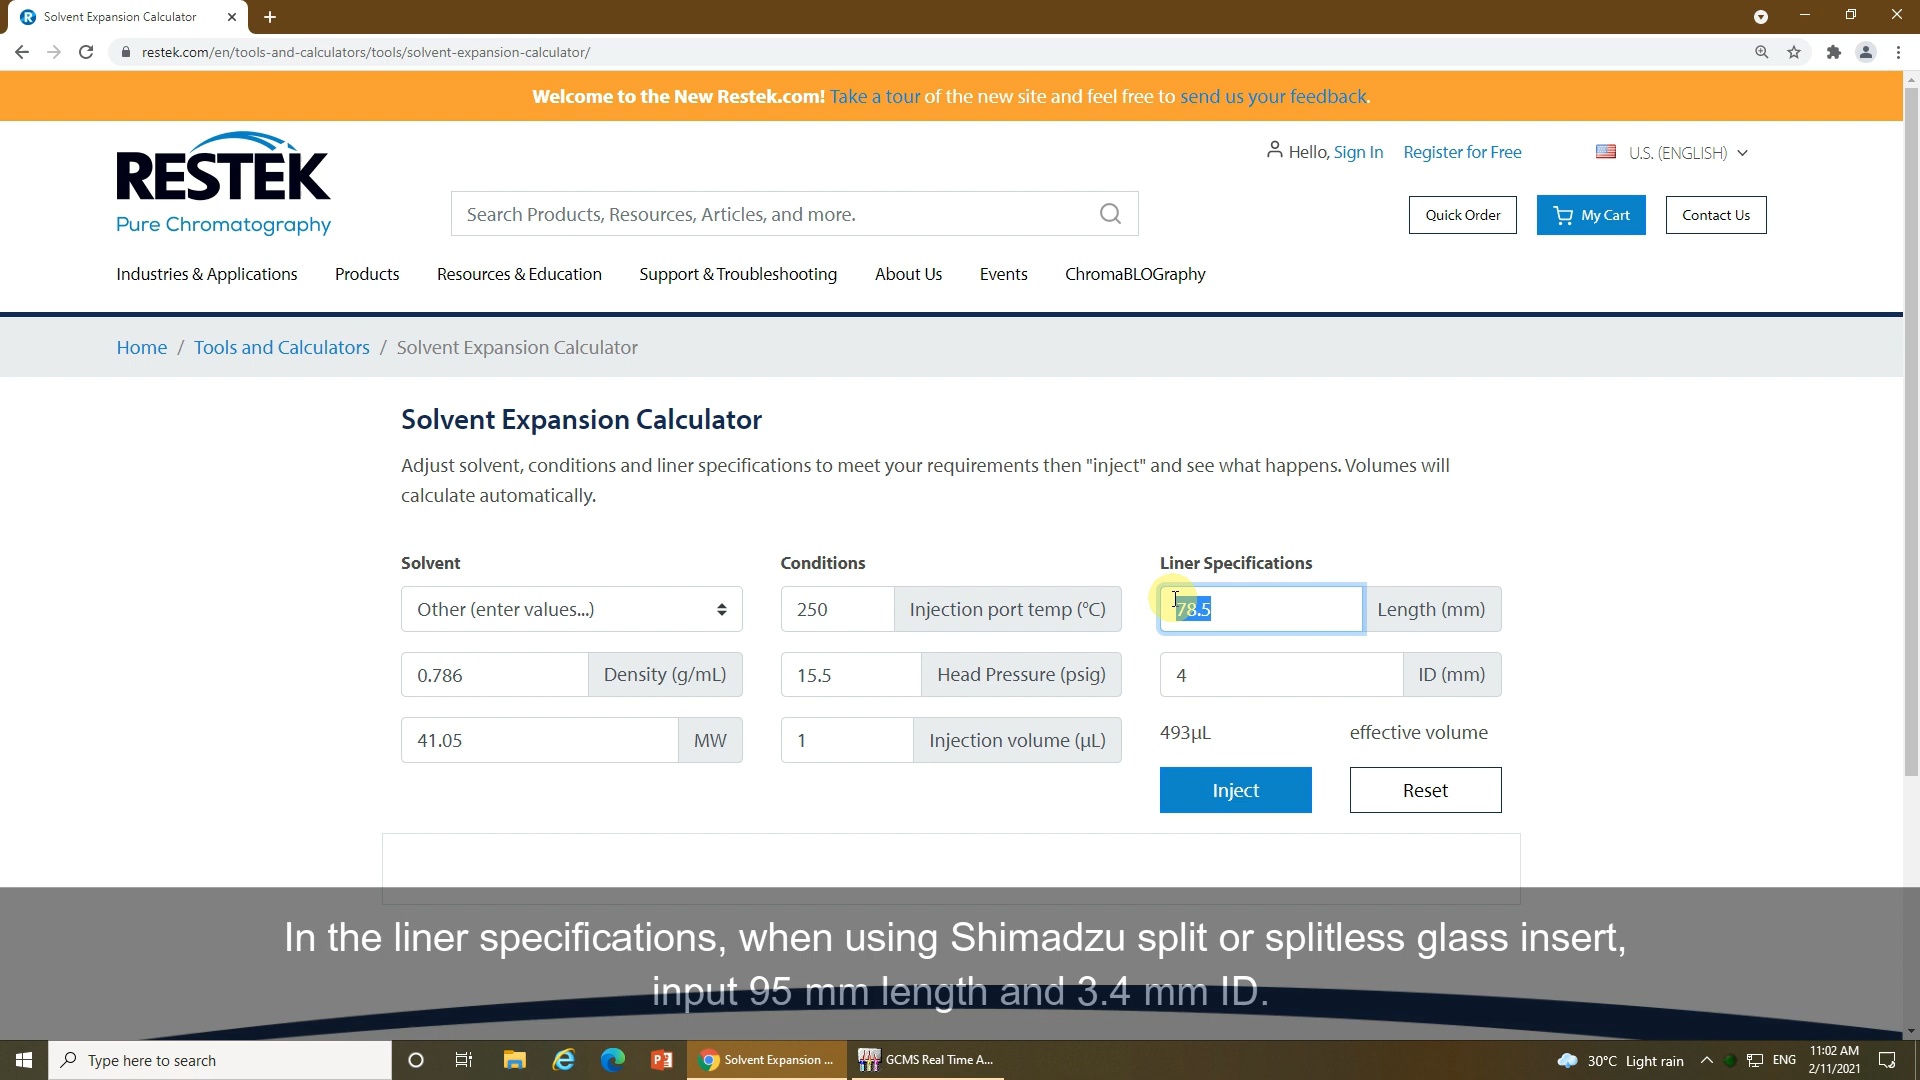 Solvent Expansion Calculator
restek.com/en/tools-and-calculators/tools/solvent-expansion-calculator/
Welcome to the New Restek.com! Take a tour of the new site and feel free to send us your feedback.
RESTEK
Pure Chromatography
Hello, Sign In Register for Free
U.S. (ENGLISH)
Search Products, Resources, Articles, and more.
Quick Order
My Cart
Contact Us
Industries & Applications Products Resources & Education Support & Troubleshooting About Us Events ChromaBLOGraphy
Home / Tools and Calculators / Solvent Expansion Calculator
Solvent Expansion Calculator
Adjust solvent, conditions and liner specifications to meet your requirements then "inject" and see what happens. Volumes will
calculate automatically.
Solvent Conditions Liner Specifications
Other (enter values...) 250 Injection port temp (°C) 78.5 Length (mm)
0.786 Density (g/mL) 15.5 Head Pressure (psig) 4 ID (mm)
41.05 MW 1 Injection volume (µL) 493µL effective volume
Inject Reset
In the liner specifications, when using Shimadzu split or splitless glass insert,
input 95 mm length and 3.4 mm ID.
Type here to search
Solvent Expansion ...
GCMS Real Time A...
30°C Light rain
ENG
11:02 AM
2/11/2021